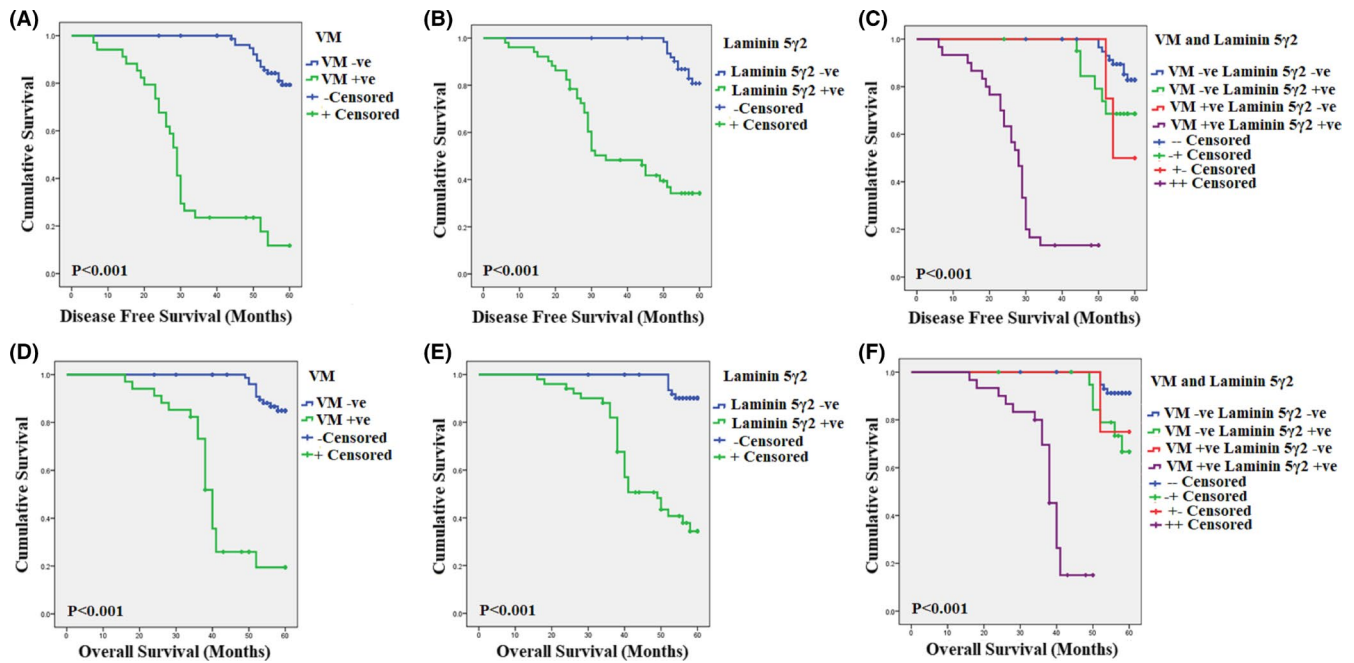 (A)
VM
VM -ve
VM +ve
-Censored
+ Censored
Cumulative Survival
1.0
0.8
0.6
0.4
0.2
0.0
P<0.001
0 10 20 30 40 50 60
Disease Free Survival (Months)
(B)
Laminin 5γ2
Laminin 5γ2 -ve
Laminin 5γ2 +ve
-Censored
+ Censored
Cumulative Survival
1.0
0.8
0.6
0.4
0.2
0.0
P<0.001
0 10 20 30 40 50 60
Disease Free Survival (Months)
(C)
VM and Laminin 5γ2
VM -ve Laminin 5γ2 -ve
VM -ve Laminin 5γ2 +ve
VM +ve Laminin 5γ2 -ve
VM +ve Laminin 5γ2 +ve
-- Censored
-+ Censored
+- Censored
++ Censored
Cumulative Survival
1.0
0.8
0.6
0.4
0.2
0.0
P<0.001
0 10 20 30 40 50 60
Disease Free Survival (Months)
(D)
VM
VM -ve
VM +ve
-Censored
+ Censored
Cumulative Survival
1.0
0.8
0.6
0.4
0.2
0.0
P<0.001
0 10 20 30 40 50 60
Overall Survival (Months)
(E)
Laminin 5γ2
Laminin 5γ2 -ve
Laminin 5γ2 +ve
-Censored
+ Censored
Cumulative Survival
1.0
0.8
0.6
0.4
0.2
0.0
P<0.001
0 10 20 30 40 50 60
Overall Survival (Months)
(F)
VM and Laminin 5γ2
VM -ve Laminin 5γ2 -ve
VM -ve Laminin 5γ2 +ve
VM +ve Laminin 5γ2 -ve
VM +ve Laminin 5γ2 +ve
-- Censored
-+ Censored
+- Censored
++ Censored
Cumulative Survival
1.0
0.8
0.6
0.4
0.2
0.0
P<0.001
0 10 20 30 40 50 60
Overall Survival (Months)